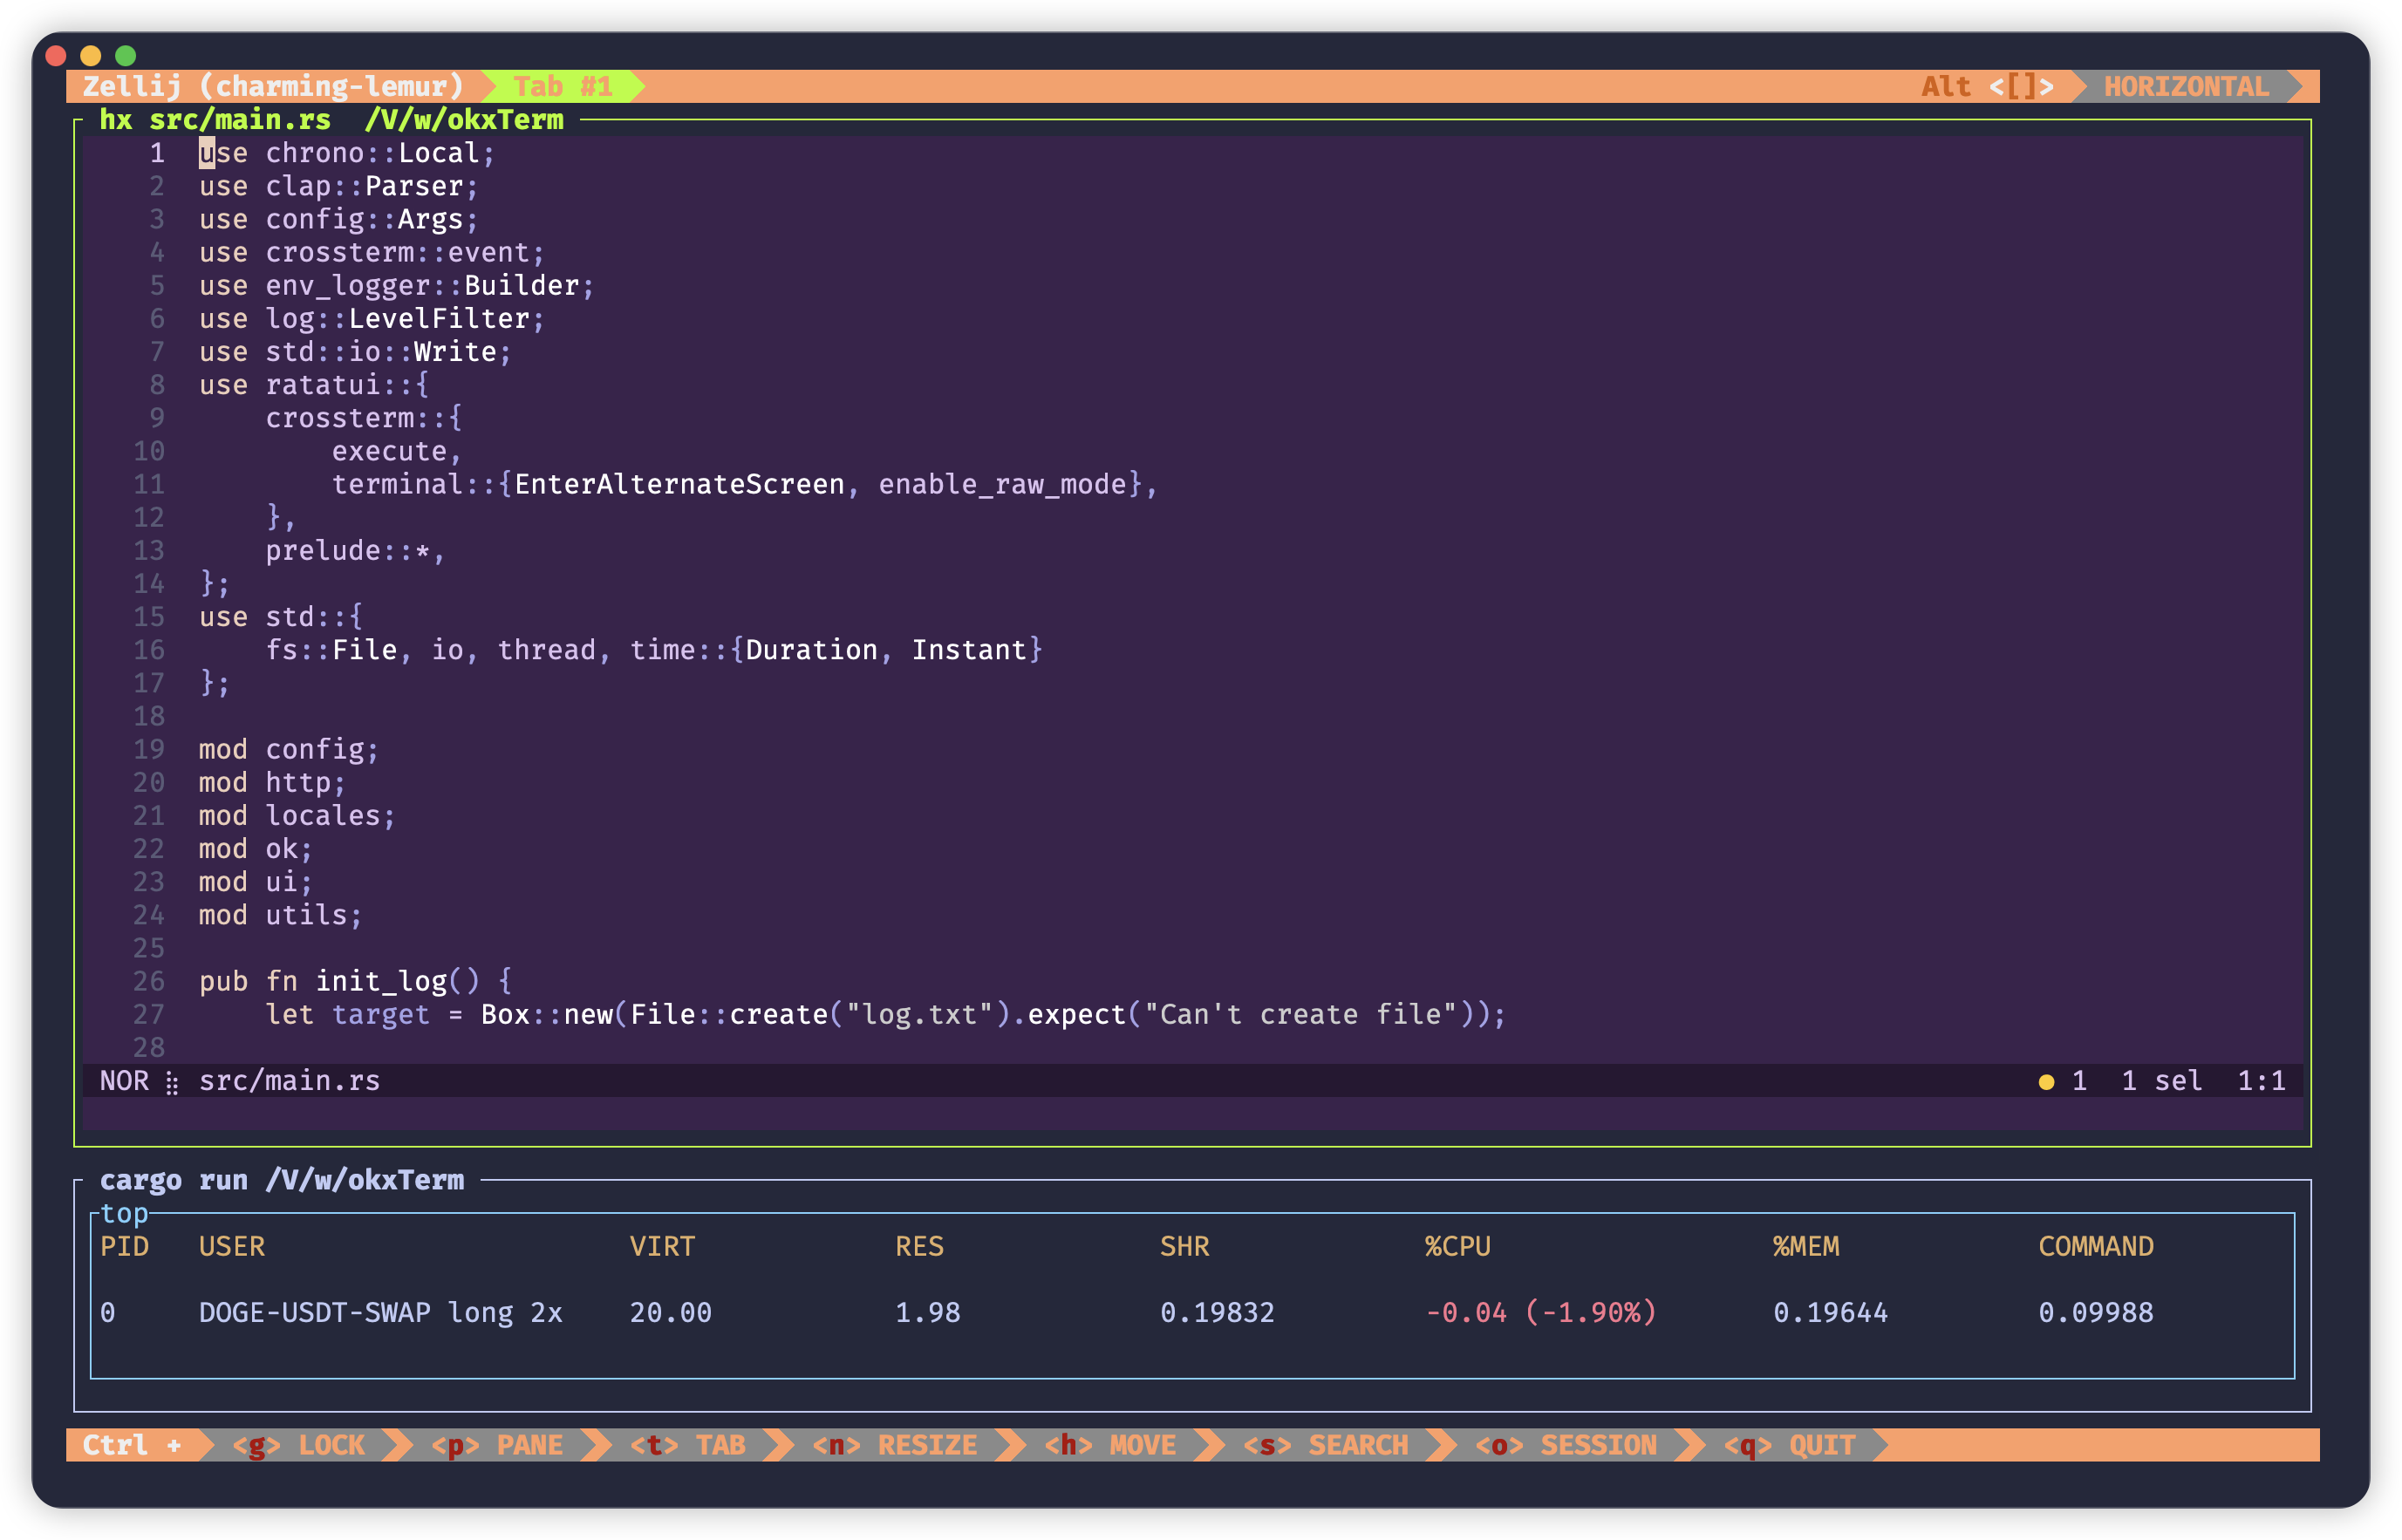 Zellij (charming-lemur) Tab #1 Alt <[]> HORIZONTAL
hx src/main.rs /V/w/okxTerm
1 use chrono::Local;
2 use clap::Parser;
3 use config::Args;
4 use crossterm::event;
5 use env_logger::Builder;
6 use log::LevelFilter;
7 use std::io::Write;
8 use ratatui::{
9     crossterm::{
10         execute,
11         terminal::{EnterAlternateScreen, enable_raw_mode},
12     },
13     prelude::*,
14 };
15 use std::{
16     fs::File, io, thread, time::{Duration, Instant}
17 };
18
19 mod config;
20 mod http;
21 mod locales;
22 mod ok;
23 mod ui;
24 mod utils;
25
26 pub fn init_log() {
27     let target = Box::new(File::create("log.txt").expect("Can't create file"));
28
NOR ⣾ src/main.rs ● 1 1 sel 1:1
cargo run /V/w/okxTerm
top
PID USER VIRT RES SHR %CPU %MEM COMMAND
0 DOGE-USDT-SWAP long 2x 20.00 1.98 0.19832 -0.04 (-1.90%) 0.19644 0.09988
Ctrl + <g> LOCK <p> PANE <t> TAB <n> RESIZE <h> MOVE <s> SEARCH <o> SESSION <q> QUIT